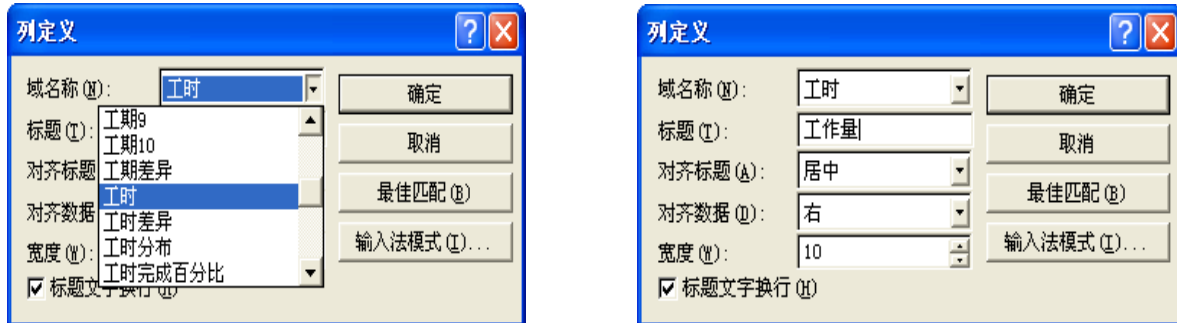 列定义
域名称(N):
工时
确定
工期9
标题(T):
工期10
取消
对齐标题
工期差异
工时
最佳匹配(B)
对齐数据
工时差异
工时分布
输入法模式(I)...
宽度(W):
工时完成百分比
标题文字换行(H)
列定义
域名称(N):
工时
确定
标题(T):
工作量
取消
对齐标题(A):
居中
最佳匹配(B)
对齐数据(D):
右
输入法模式(I)...
宽度(W):
10
标题文字换行(H)